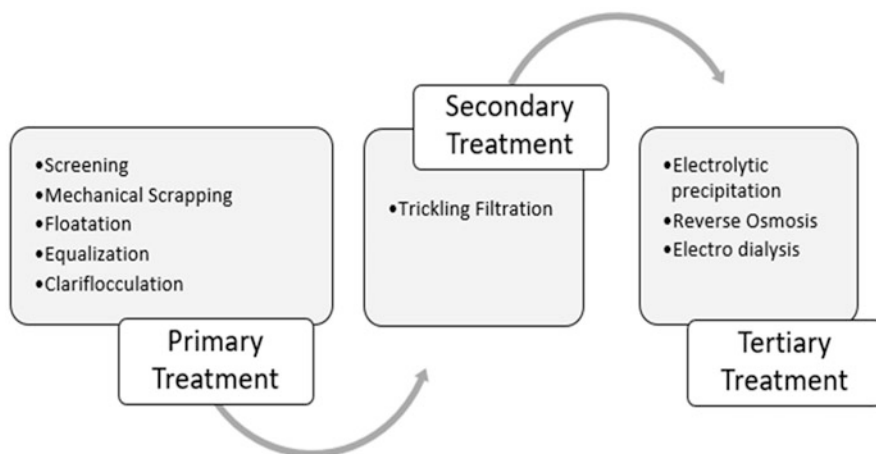 •Screening
•Mechanical Scrapping
•Floatation
•Equalization
•Clariflocculation
Primary
Treatment
Secondary
Treatment
•Trickling Filtration
•Electrolytic
precipitation
•Reverse Osmosis
•Electro dialysis
Tertiary
Treatment